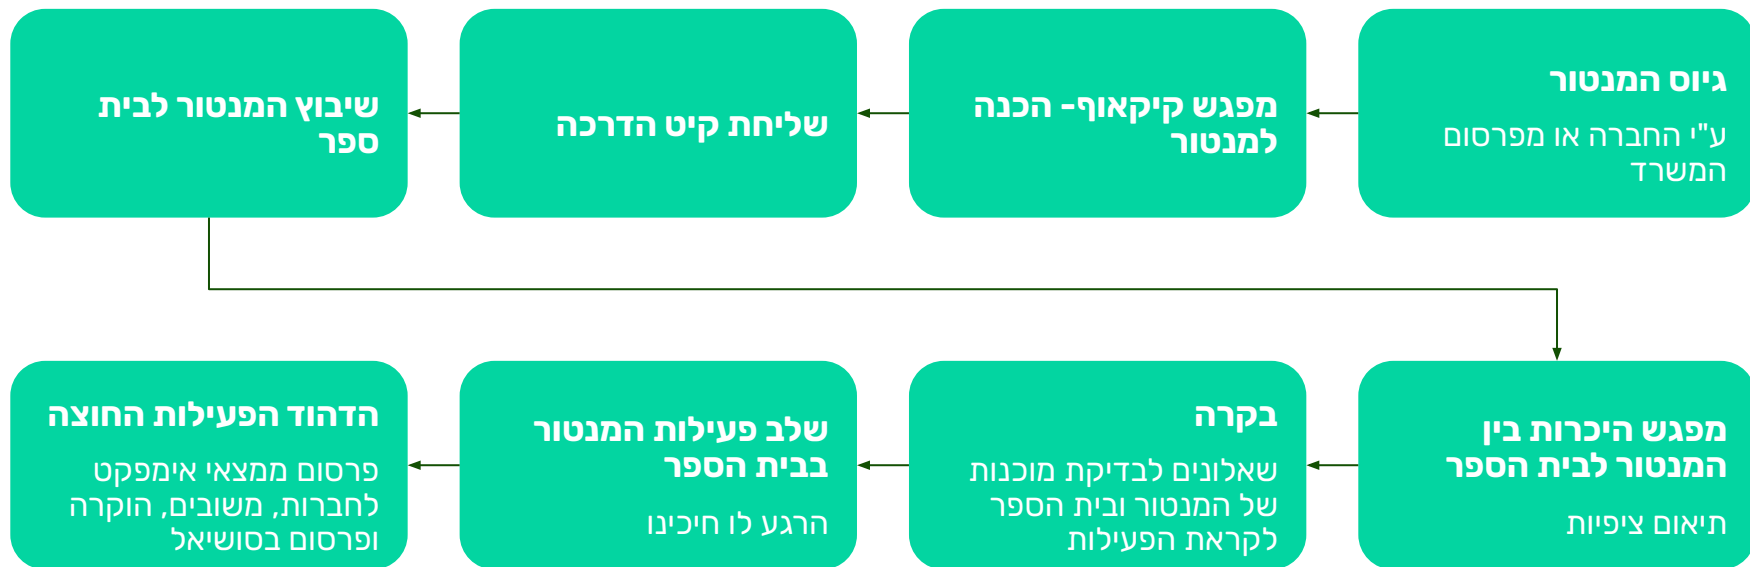 גיוס המנטור
ע"י החברה או מפרסום
המשרד
מפגש קיקאוף- הכנה
למנטור
שליחת קיט הדרכה
שיבוץ המנטור לבית
ספר
מפגש היכרות בין
המנטור לבית הספר
תיאום ציפיות
בקרה
שאלונים לבדיקת מוכנות
של המנטור ובית הספר
לקראת הפעילות
שלב פעילות המנטור
בבית הספר
הרגע לו חיכינו
הדהוד הפעילות החוצה
פרסום ממצאי אימפקט
לחברות, משובים, הוקרה
ופרסום בסושיאל